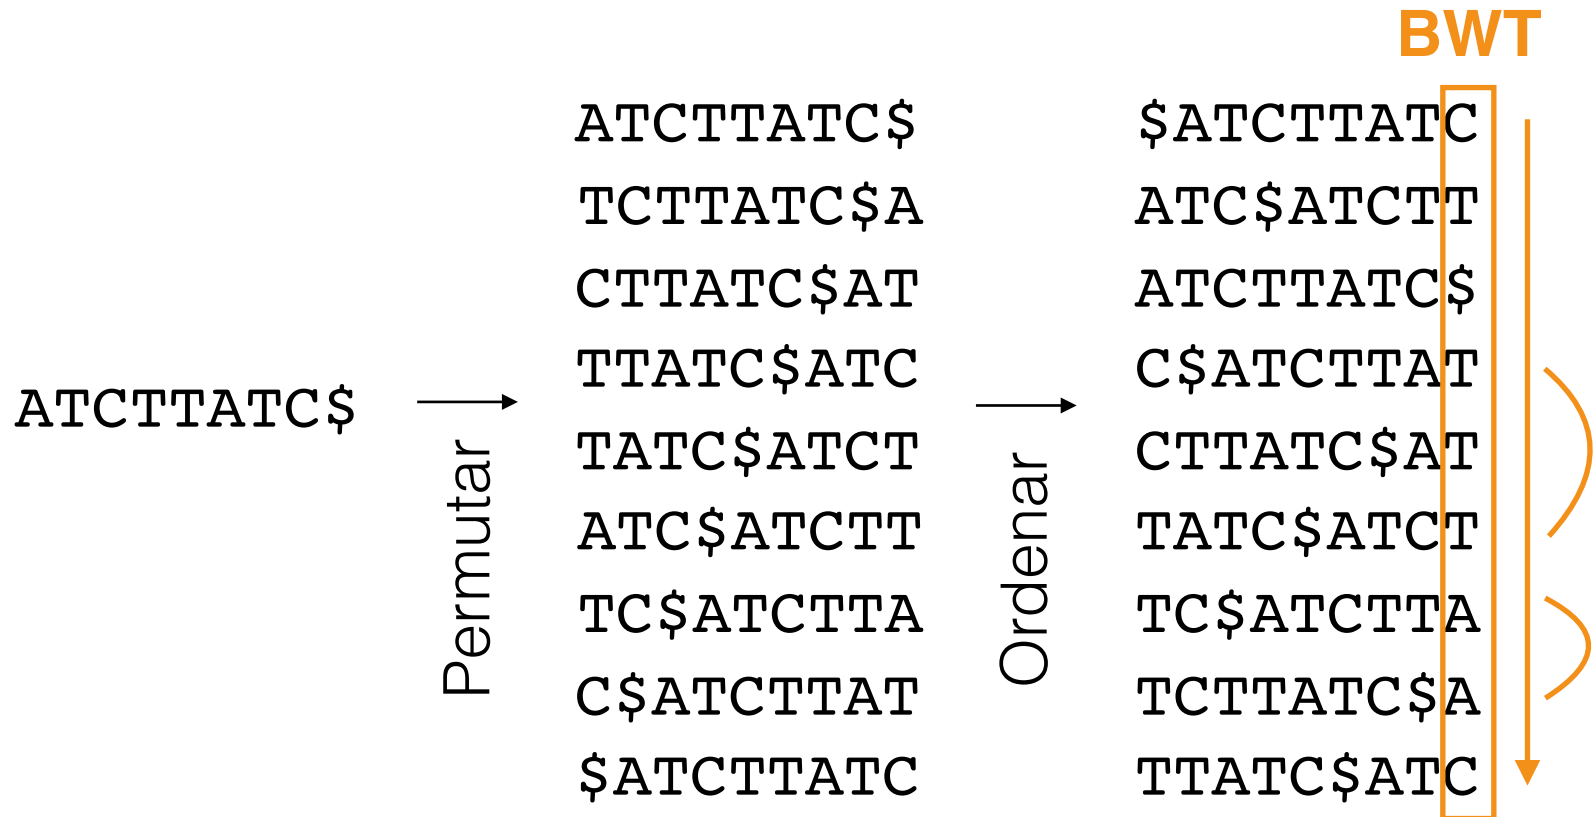 BWT
ATCTTATC$
Permutar
ATCTTATC$
TCTTATC$A
CTTATC$AT
TTATC$ATC
TATC$ATCT
ATC$ATCTT
TC$ATCTTA
C$ATCTTAT
$ATCTTATC
Ordenar
$ATCTTATC
ATC$ATCTT
ATCTTATC$
C$ATCTTAT
CTTATC$AT
TATC$ATCT
TC$ATCTTA
TCTTATC$A
TTATC$ATC